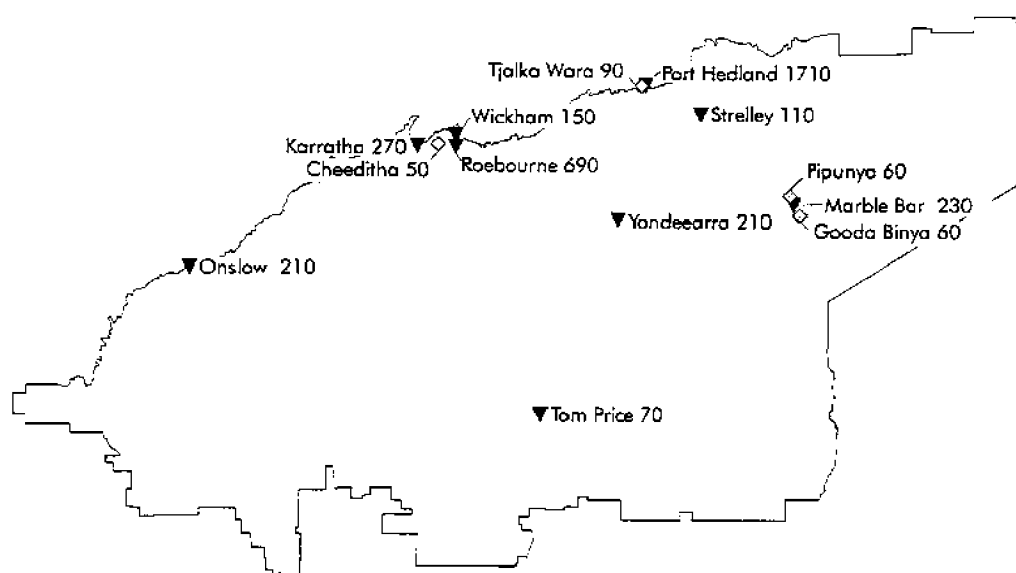 Tjalka Wara 90
Port Hedland 1710
Strelley 110
Wickham 150
Karratha 270
Cheeditha 50
Roebourne 690
Pipunya 60
Marble Bar 230
Gooda Binya 60
Yandeearra 210
Onslow 210
Tom Price 70